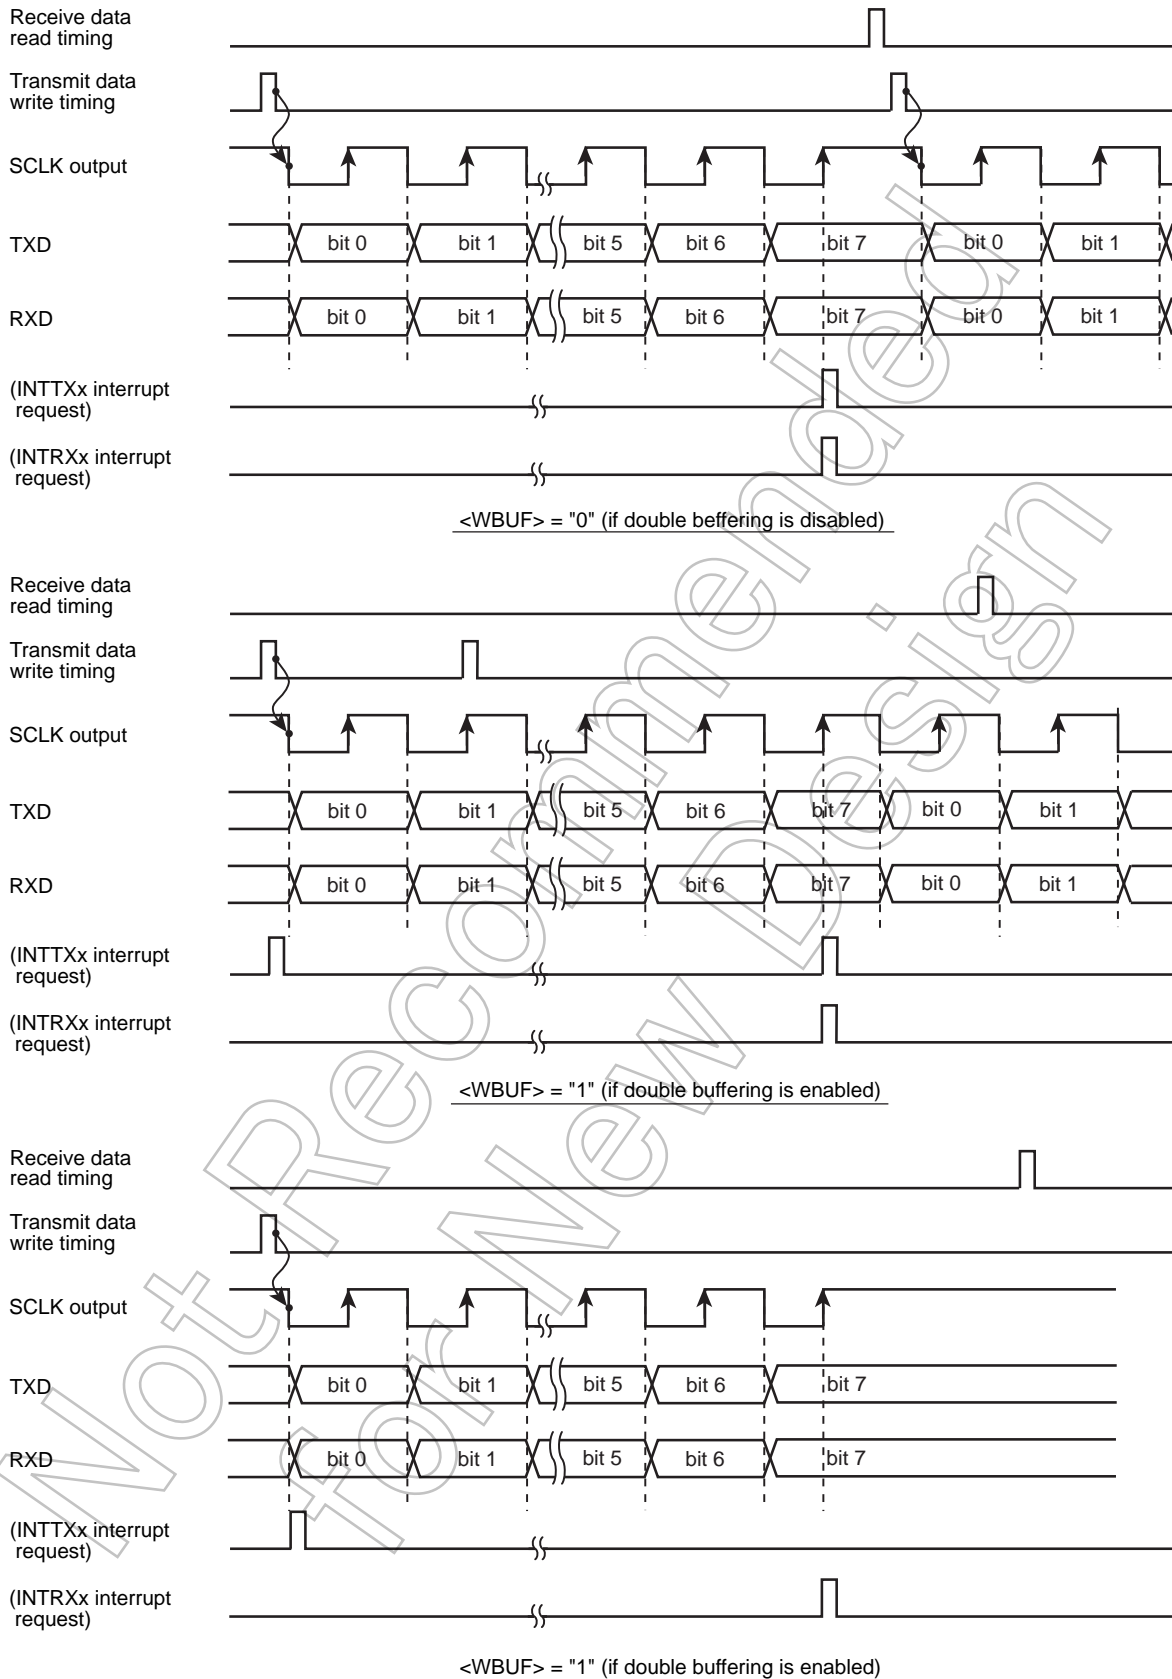 Receive data
read timing
Transmit data
write timing
SCLK output
TXD
bit 0 bit 1 bit 5 bit 6 bit 7 bit 0 bit 1
RXD
bit 0 bit 1 bit 5 bit 6 bit 7 bit 0 bit 1
(INTTXx interrupt
request)
(INTRXx interrupt
request)
<WBUF> = "0" (if double beffering is disabled)
Receive data
read timing
Transmit data
write timing
SCLK output
TXD
bit 0 bit 1 bit 5 bit 6 bit 7 bit 0 bit 1
RXD
bit 0 bit 1 bit 5 bit 6 bit 7 bit 0 bit 1
(INTTXx interrupt
request)
(INTRXx interrupt
request)
<WBUF> = "1" (if double buffering is enabled)
Receive data
read timing
Transmit data
write timing
SCLK output
TXD
bit 0 bit 1 bit 5 bit 6 bit 7
RXD
bit 0 bit 1 bit 5 bit 6 bit 7
(INTTXx interrupt
request)
(INTRXx interrupt
request)
<WBUF> = "1" (if double buffering is enabled)
Not Recommended
for New Design